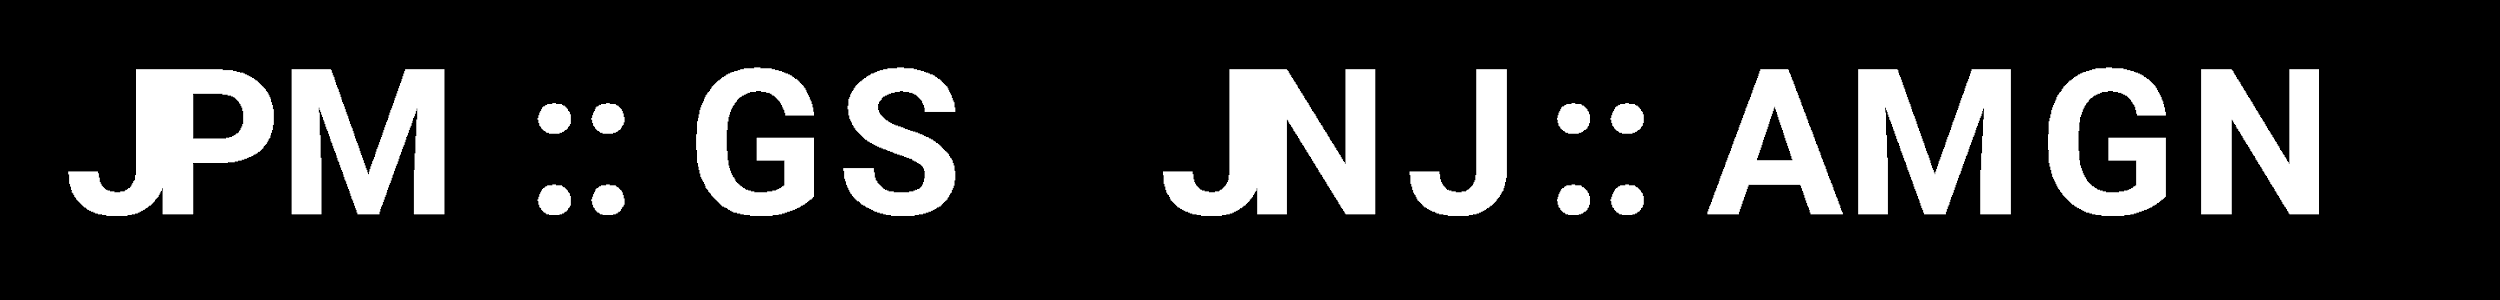 JPM :: GS JNJ :: AMGN